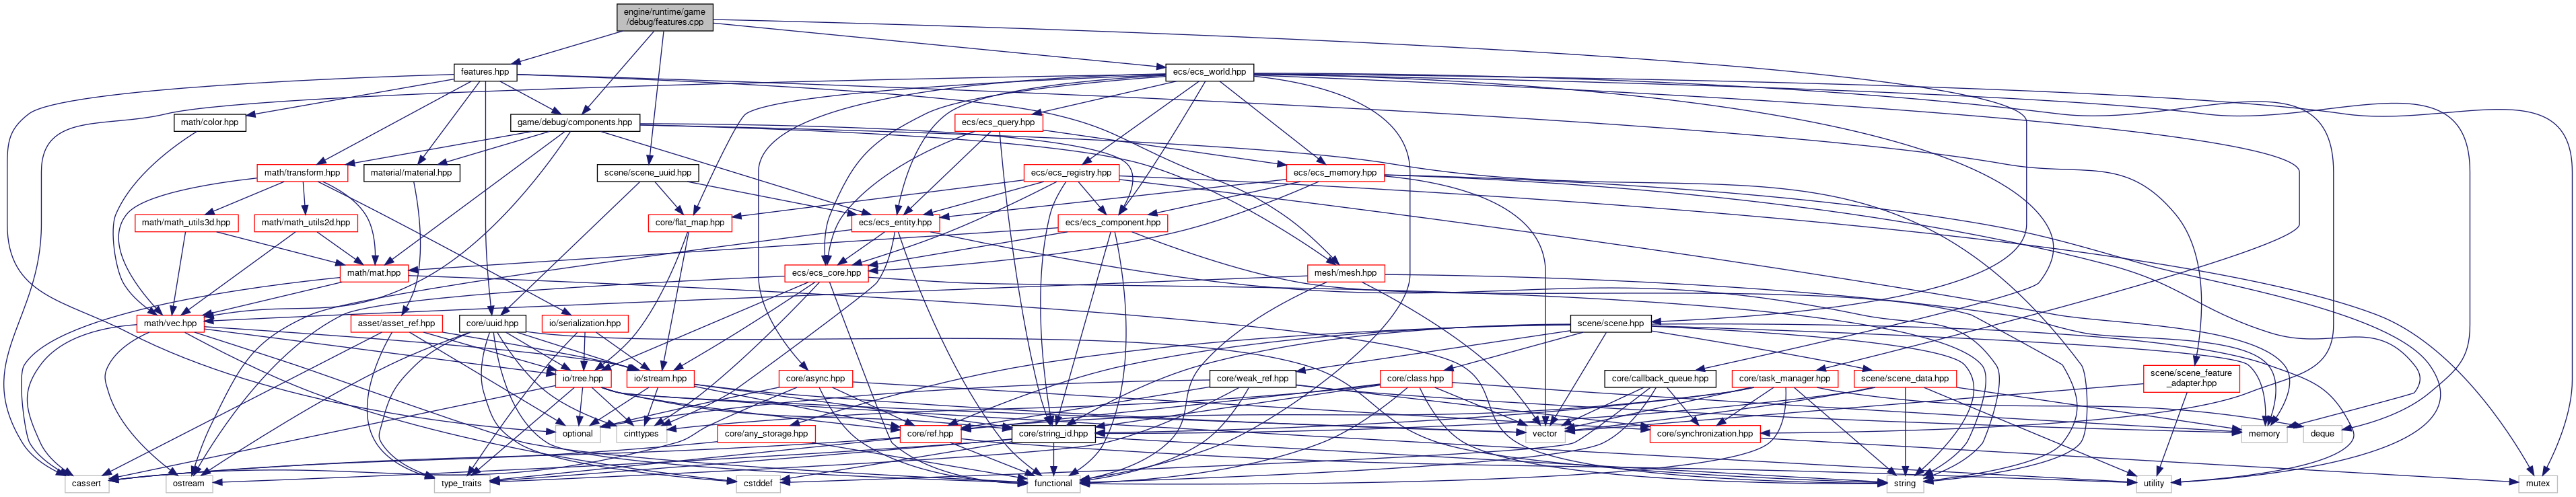 engine/runtime/game
/debug/features.cpp
features.hpp
ecs/ecs_world.hpp
math/color.hpp
game/debug/components.hpp
ecs/ecs_query.hpp
math/transform.hpp
material/material.hpp
scene/scene_uuid.hpp
ecs/ecs_registry.hpp
ecs/ecs_memory.hpp
math/math_utils3d.hpp
math/math_utils2d.hpp
core/flat_map.hpp
ecs/ecs_entity.hpp
ecs/ecs_component.hpp
math/mat.hpp
ecs/ecs_core.hpp
mesh/mesh.hpp
math/vec.hpp
asset/asset_ref.hpp
core/uuid.hpp
io/serialization.hpp
scene/scene.hpp
io/tree.hpp
io/stream.hpp
core/async.hpp
core/weak_ref.hpp
core/class.hpp
core/callback_queue.hpp
core/task_manager.hpp
scene/scene_data.hpp
scene/scene_feature
_adapter.hpp
optional
cinttypes
core/any_storage.hpp
core/ref.hpp
core/string_id.hpp
vector
core/synchronization.hpp
memory
deque
cassert
ostream
type_traits
cstddef
functional
string
utility
mutex